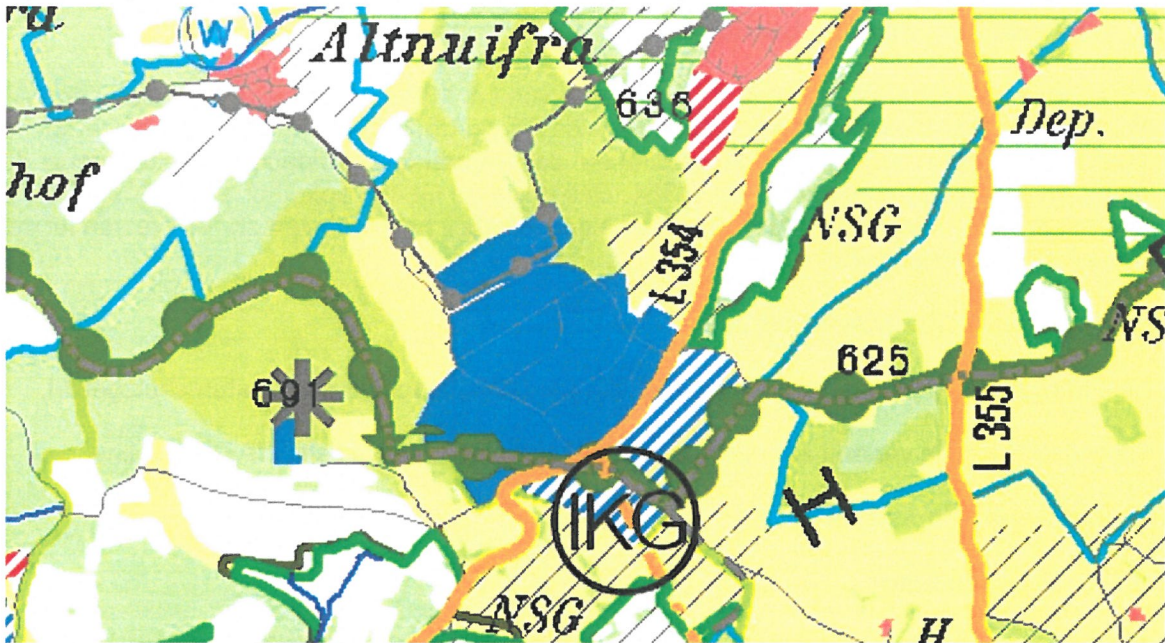 W
Altnuifra
636
Dep.
hof
NSG
L 354
625
691
L 355
H
IKG
NSG
H